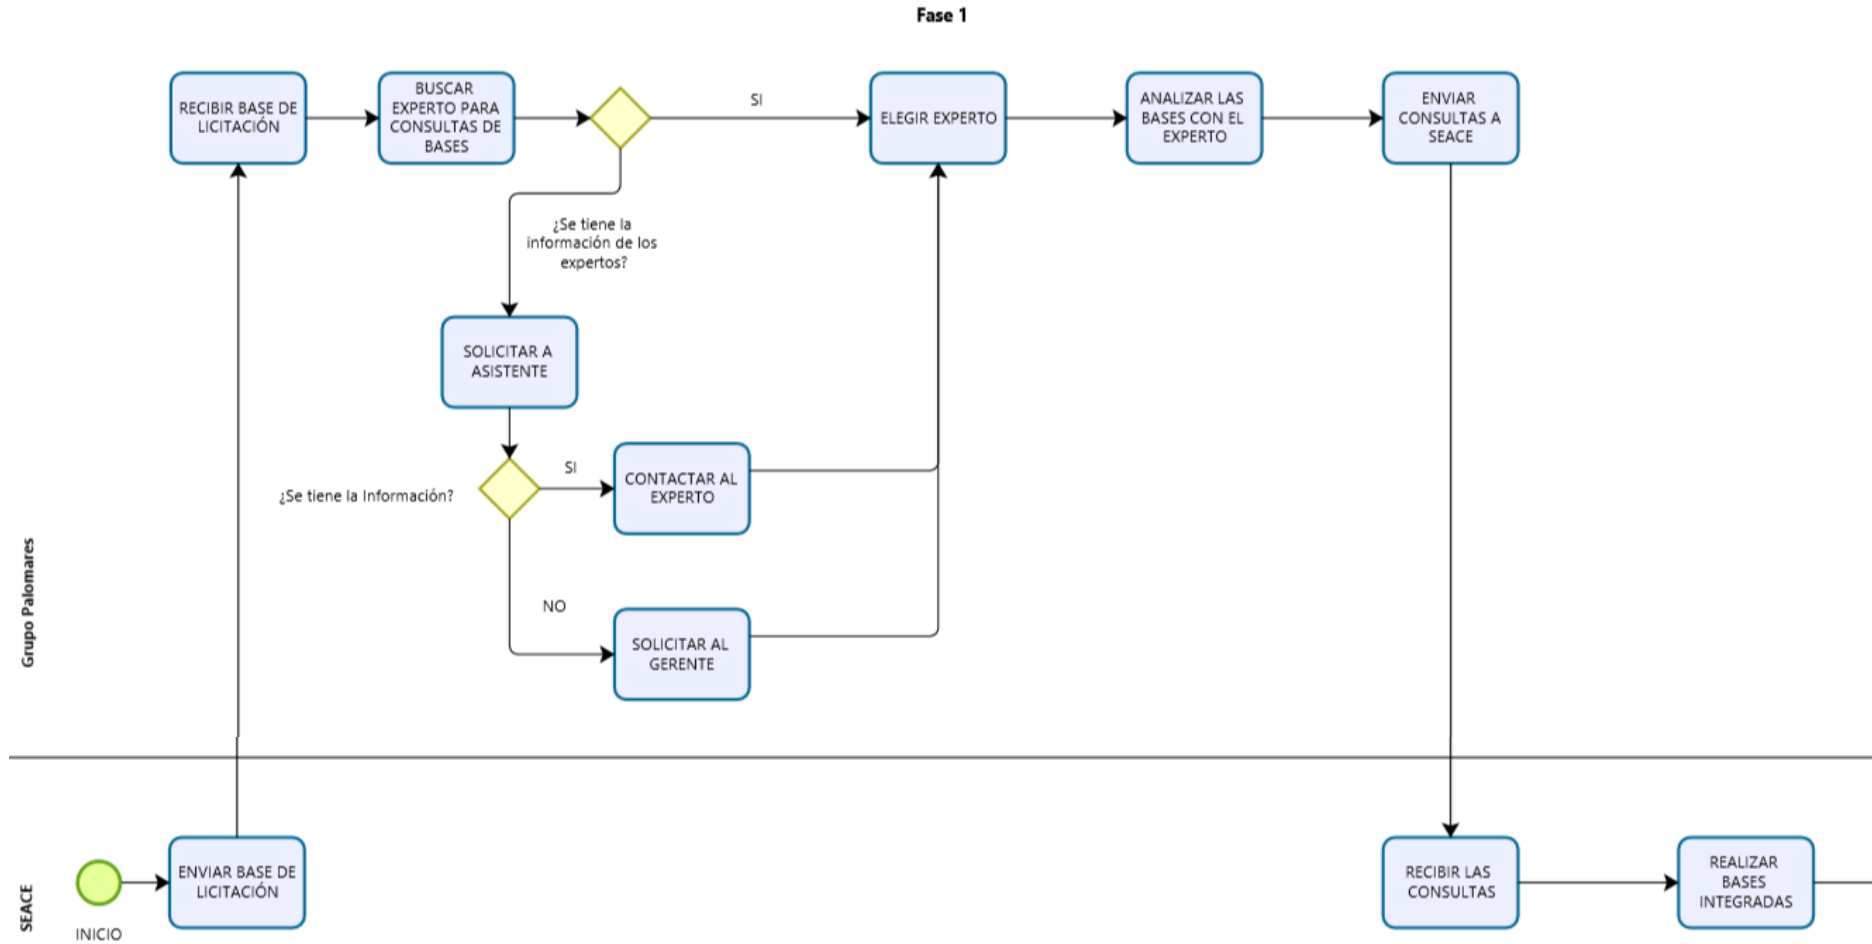 Fase 1
RECIBIR BASE DE
LICITACIÓN
BUSCAR
EXPERTO PARA
CONSULTAS DE
BASES
SI
ELEGIR EXPERTO
ANALIZAR LAS
BASES CON EL
EXPERTO
ENVIAR
CONSULTAS A
SEACE
¿Se tiene la
información de los
expertos?
SOLICITAR A
ASISTENTE
¿Se tiene la Información?
SI
CONTACTAR AL
EXPERTO
NO
SOLICITAR AL
GERENTE
Grupo Palomares
SEACE
INICIO
ENVIAR BASE DE
LICITACIÓN
RECIBIR LAS
CONSULTAS
REALIZAR
BASES
INTEGRADAS